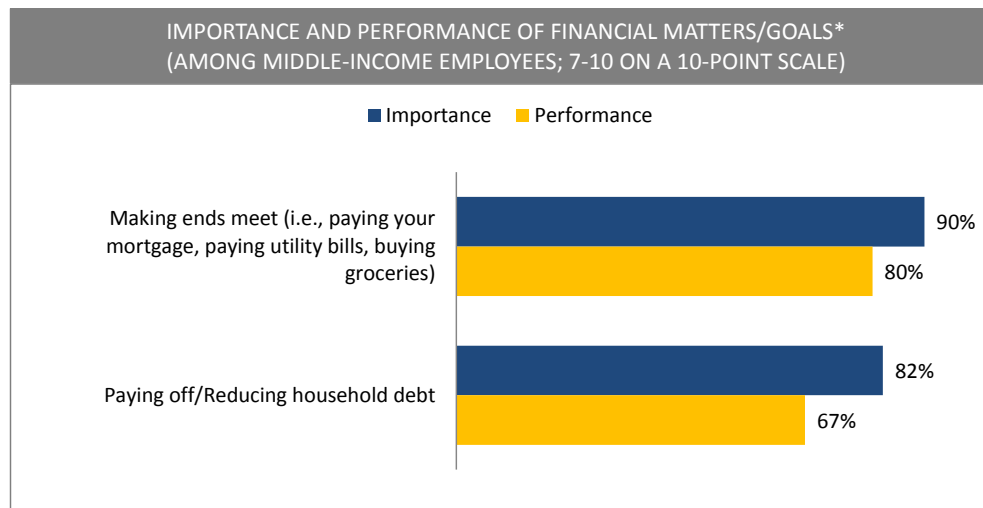 IMPORTANCE AND PERFORMANCE OF FINANCIAL MATTERS/GOALS*
(AMONG MIDDLE-INCOME EMPLOYEES; 7-10 ON A 10-POINT SCALE)
Importance Performance
Making ends meet (i.e., paying your
mortgage, paying utility bills, buying
groceries)
90%
80%
Paying off/Reducing household debt
82%
67%